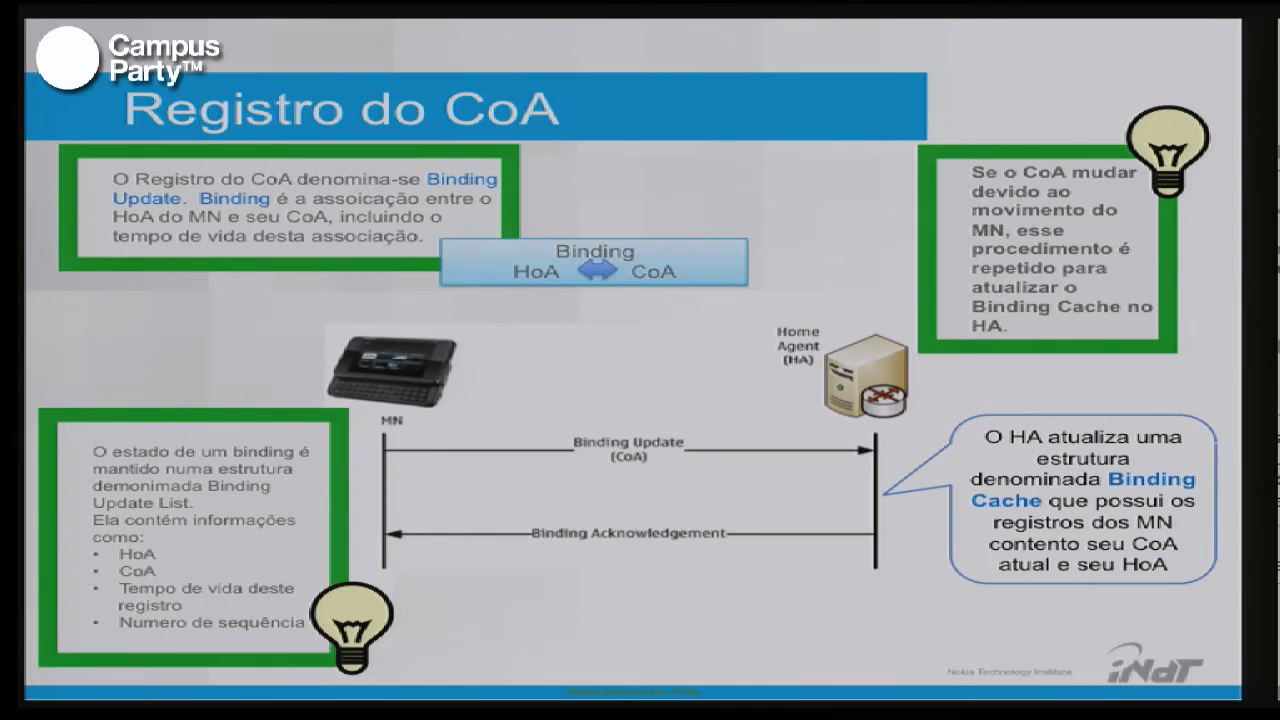 Campus
Party™
Registro do CoA
O Registro do CoA denomina-se Binding
Update. Binding é a assoicação entre o
HoA do MN e seu CoA, incluindo o
tempo de vida desta associação.
Binding
HoA CoA
Se o CoA mudar
devido ao
movimento do
MN, esse
procedimento é
repetido para
atualizar o
Binding Cache no
HA.
Home
Agent
(HA)
MN
Binding Update
(CoA)
Binding Acknowledgement
O estado de um binding é
mantido numa estrutura
demonimada Binding
Update List.
Ela contém informações
como:
• HoA
• CoA
• Tempo de vida deste
registro
• Numero de sequência
O HA atualiza uma
estrutura
denominada Binding
Cache que possui os
registros dos MN
contento seu CoA
atual e seu HoA
Nokia Technology Institute
iNdT